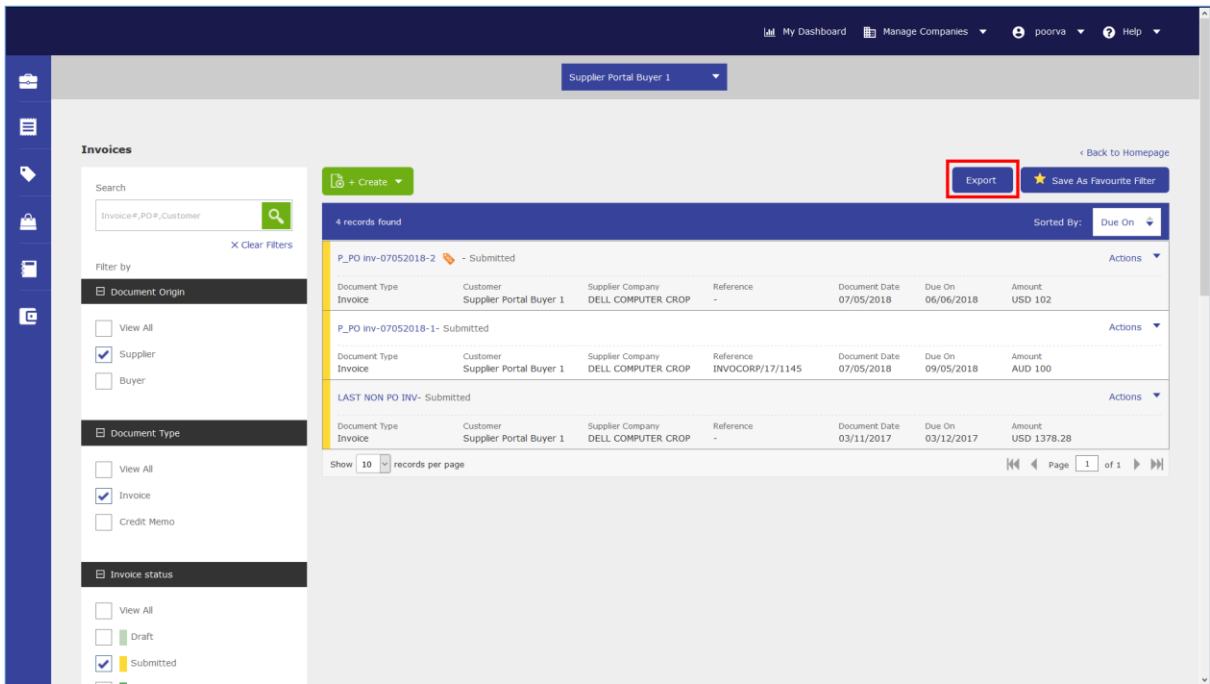 My Dashboard Manage Companies poorva Help
Supplier Portal Buyer 1
Invoices
< Back to Homepage
Search
Invoice#,PO#,Customer
X Clear Filters
Filter by
Document Origin
View All
Supplier
Buyer
Document Type
View All
Invoice
Credit Memo
Invoice status
View All
Draft
Submitted
+ Create
Export
Save As Favourite Filter
4 records found
Sorted By: Due On
P_PO inv-07052018-2 - Submitted Actions
Document Type Customer Supplier Company Reference Document Date Due On Amount
Invoice Supplier Portal Buyer 1 DELL COMPUTER CROP - 07/05/2018 06/06/2018 USD 102
P_PO inv-07052018-1- Submitted Actions
Document Type Customer Supplier Company Reference Document Date Due On Amount
Invoice Supplier Portal Buyer 1 DELL COMPUTER CROP INVOCORP/17/1145 07/05/2018 09/05/2018 AUD 100
LAST NON PO INV- Submitted Actions
Document Type Customer Supplier Company Reference Document Date Due On Amount
Invoice Supplier Portal Buyer 1 DELL COMPUTER CROP - 03/11/2017 03/12/2017 USD 1378.28
Show 10 records per page
Page 1 of 1